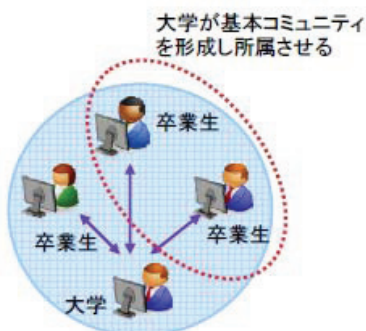 大学が基本コミュニティ
を形成し所属させる
卒業生
卒業生
卒業生
大学